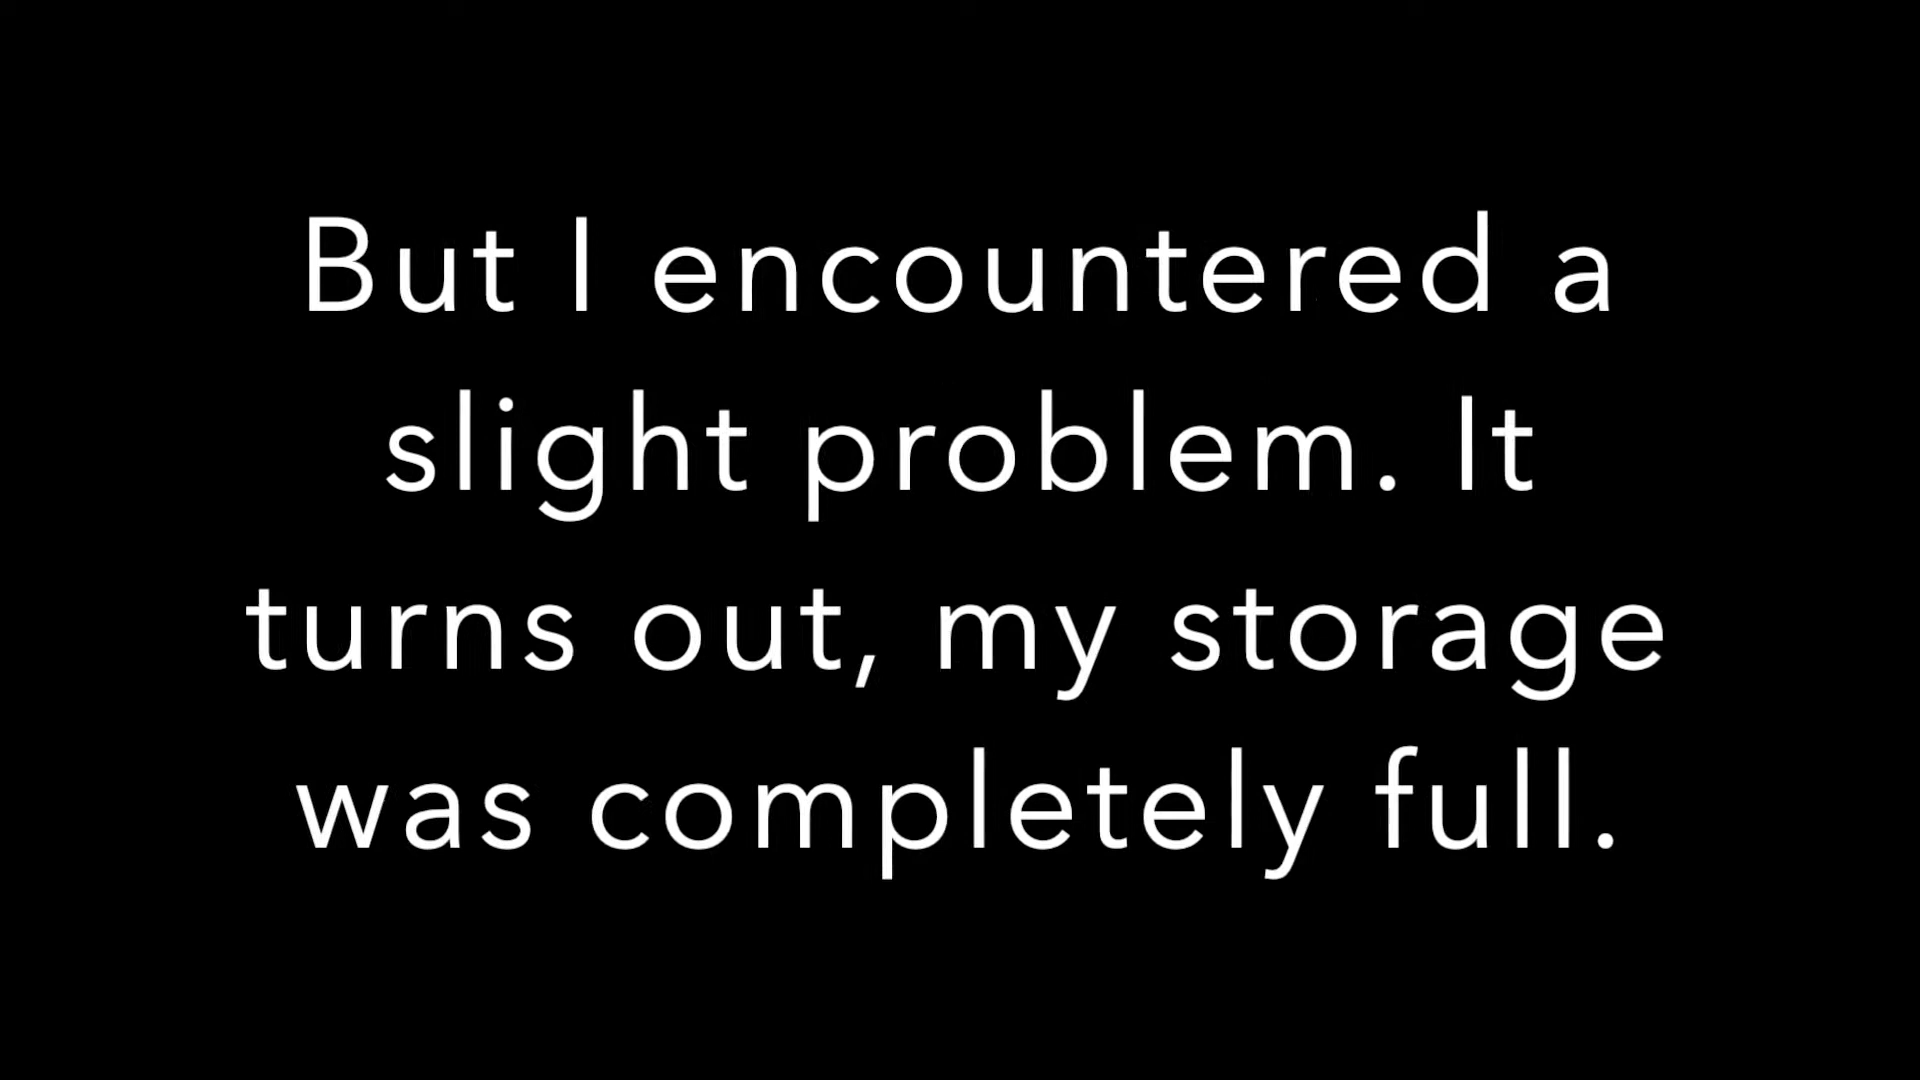 But I encountered a
slight problem. It
turns out, my storage
was completely full.